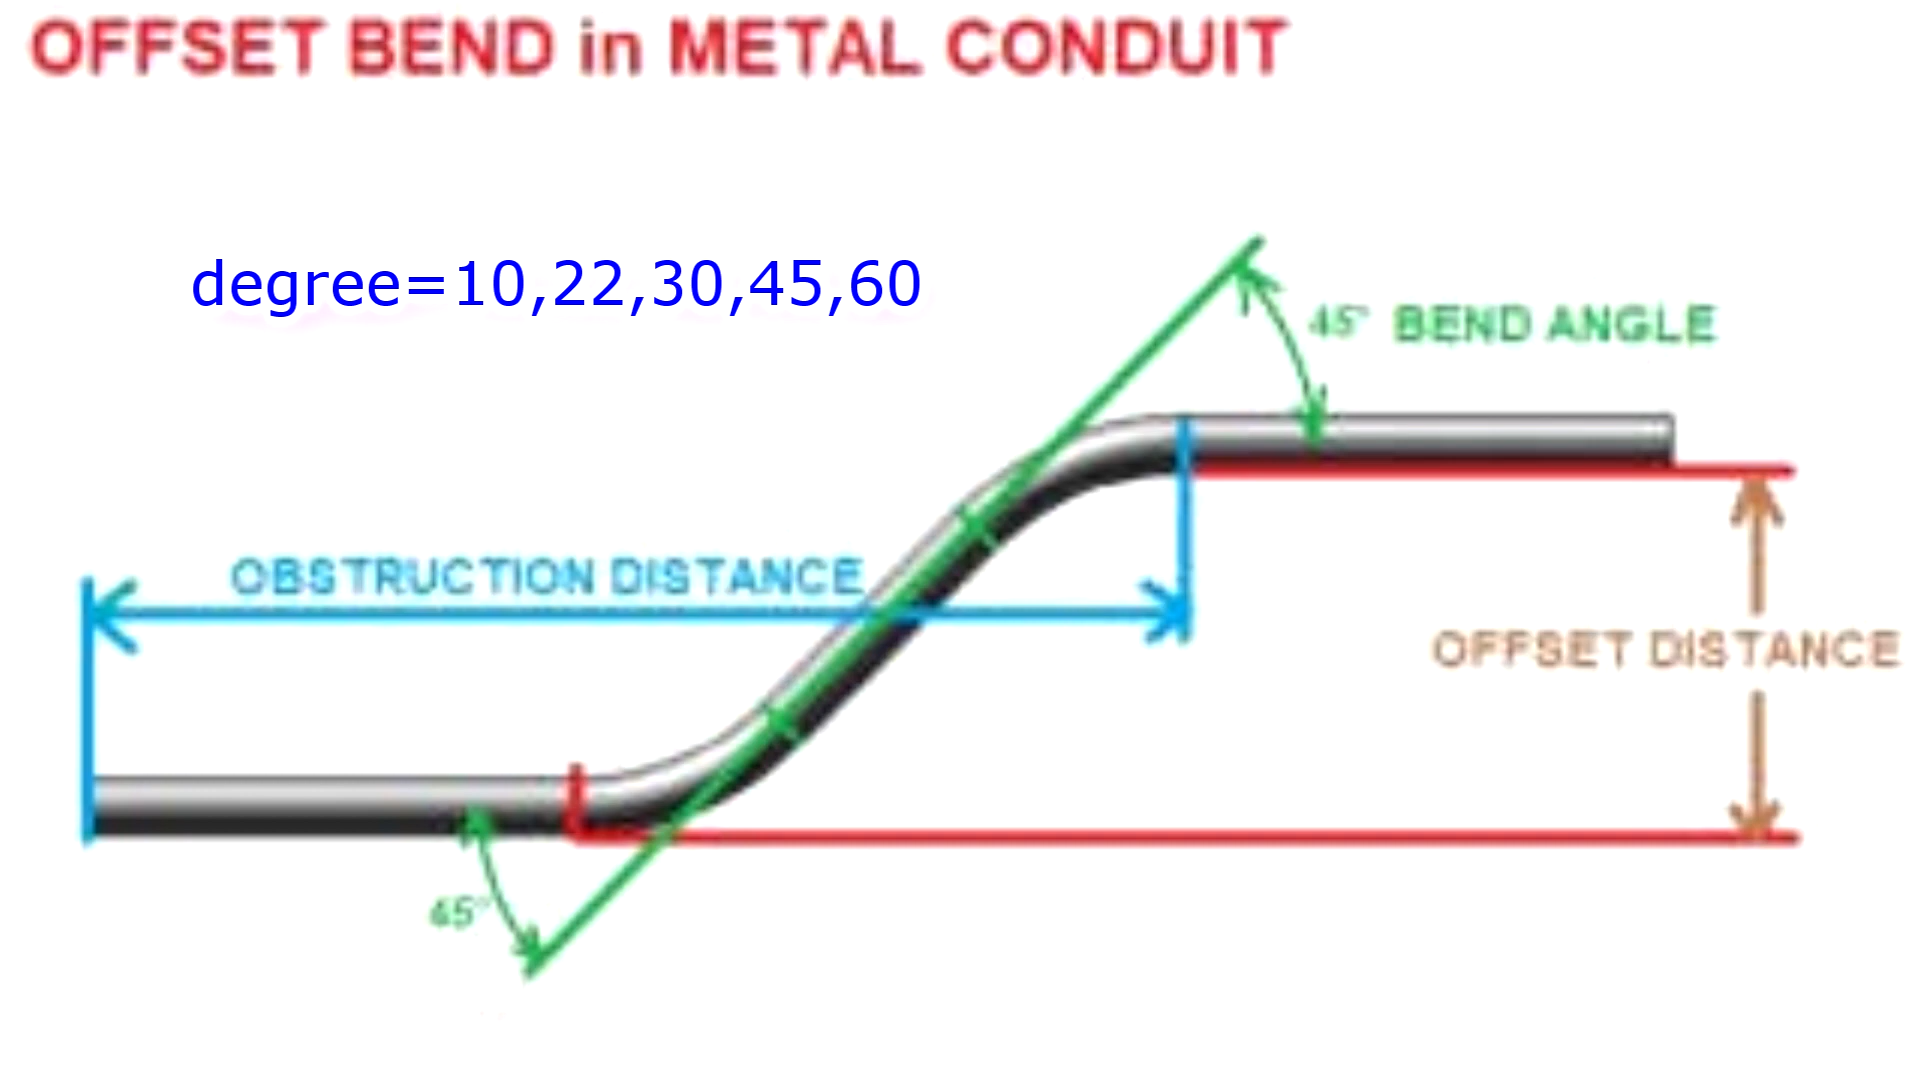 OFFSET BEND in METAL CONDUIT
degree=10,22,30,45,60
45° BEND ANGLE
OBSTRUCTION DISTANCE
OFFSET DISTANCE
45°